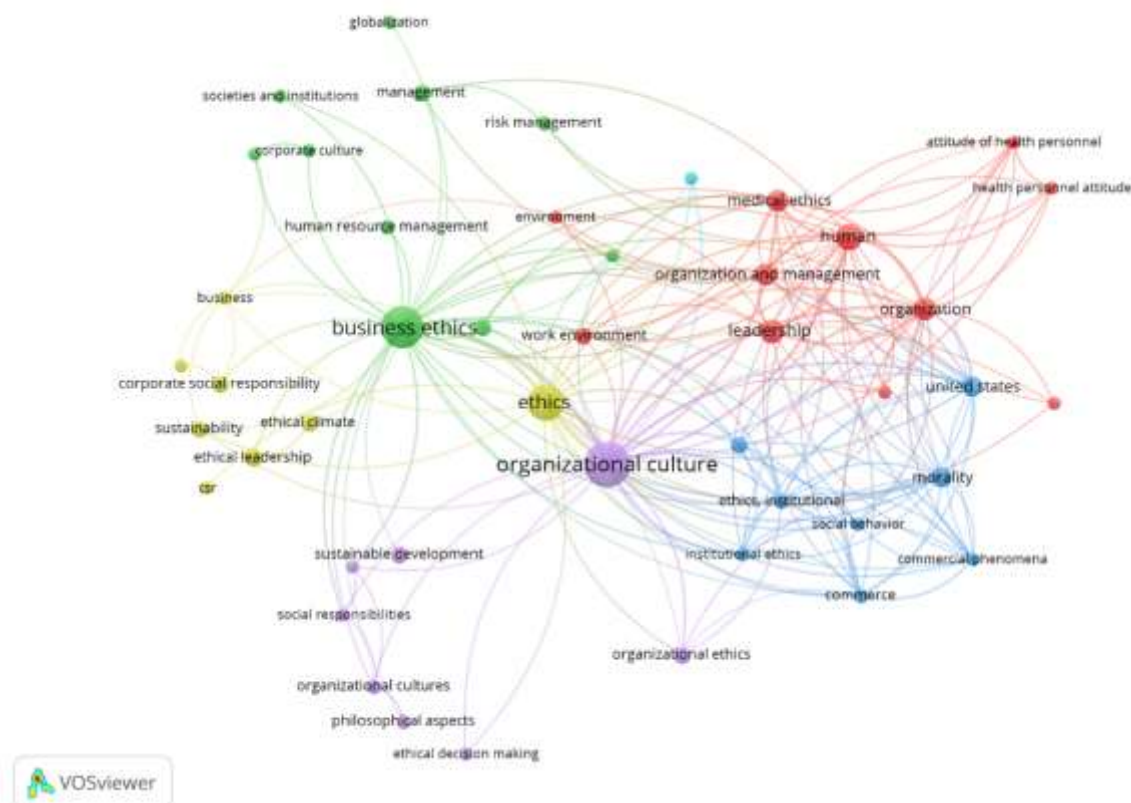 globalization
management
societies and institutions
risk management
corporate culture
attitude of health personnel
health personnel attitude
medical ethics
environment
human resource management
human
organization and management
business
organization
business ethics
work environment
leadership
corporate social responsibility
united states
ethics
sustainability
ethical climate
ethical leadership
organizational culture
csr
morality
ethics, institutional
social behavior
sustainable development
institutional ethics
commercial phenomena
commerce
social responsibilities
organizational ethics
organizational cultures
philosophical aspects
ethical decision making
VOSviewer